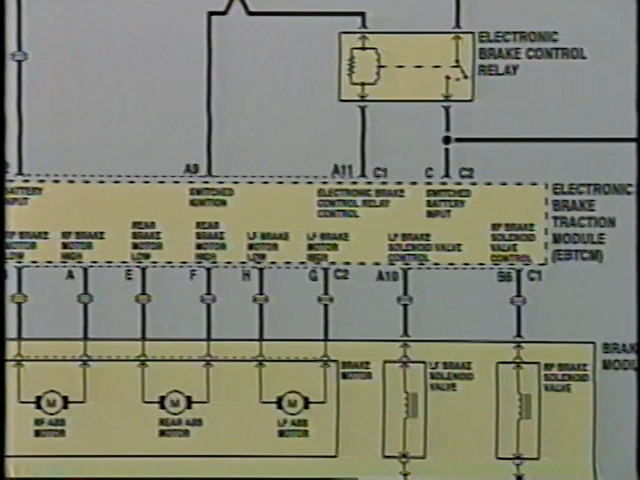 ELECTRONIC
BRAKE CONTROL
RELAY
A9
A11
C1
C
C2
BATTERY
INPUT
SWITCHED
IGNITION
ELECTRONIC BRAKE
CONTROL RELAY
CONTROL
SWITCHED
BATTERY
INPUT
ELECTRONIC
BRAKE
TRACTION
MODULE
(EBTCM)
RF BRAKE
MOTOR
LOW
RF BRAKE
MOTOR
HIGH
REAR
BRAKE
MOTOR
LOW
REAR
BRAKE
MOTOR
HIGH
LF BRAKE
MOTOR
LOW
LF BRAKE
MOTOR
HIGH
LF BRAKE
SOLENOID VALVE
CONTROL
RF BRAKE
SOLENOID
VALVE
CONTROL
A
E
F
H
G
C2
A10
B6
C1
BRAKE
MOTOR
LF BRAKE
SOLENOID
VALVE
RF BRAKE
SOLENOID
VALVE
BRAK
MODU
M
RF ABS
MOTOR
M
REAR ABS
MOTOR
M
LF ABS
MOTOR